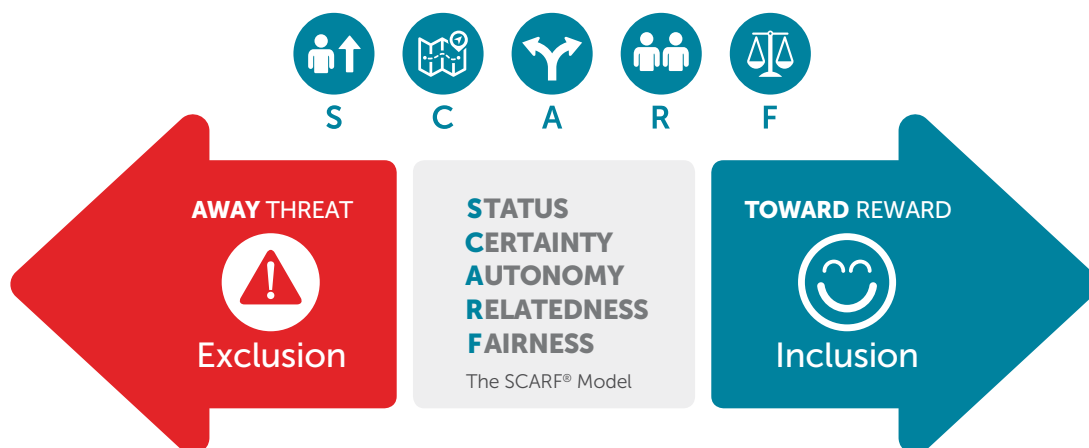 S C A R F
AWAY THREAT
Exclusion
STATUS
CERTAINTY
AUTONOMY
RELATEDNESS
FAIRNESS
The SCARF® Model
TOWARD REWARD
Inclusion